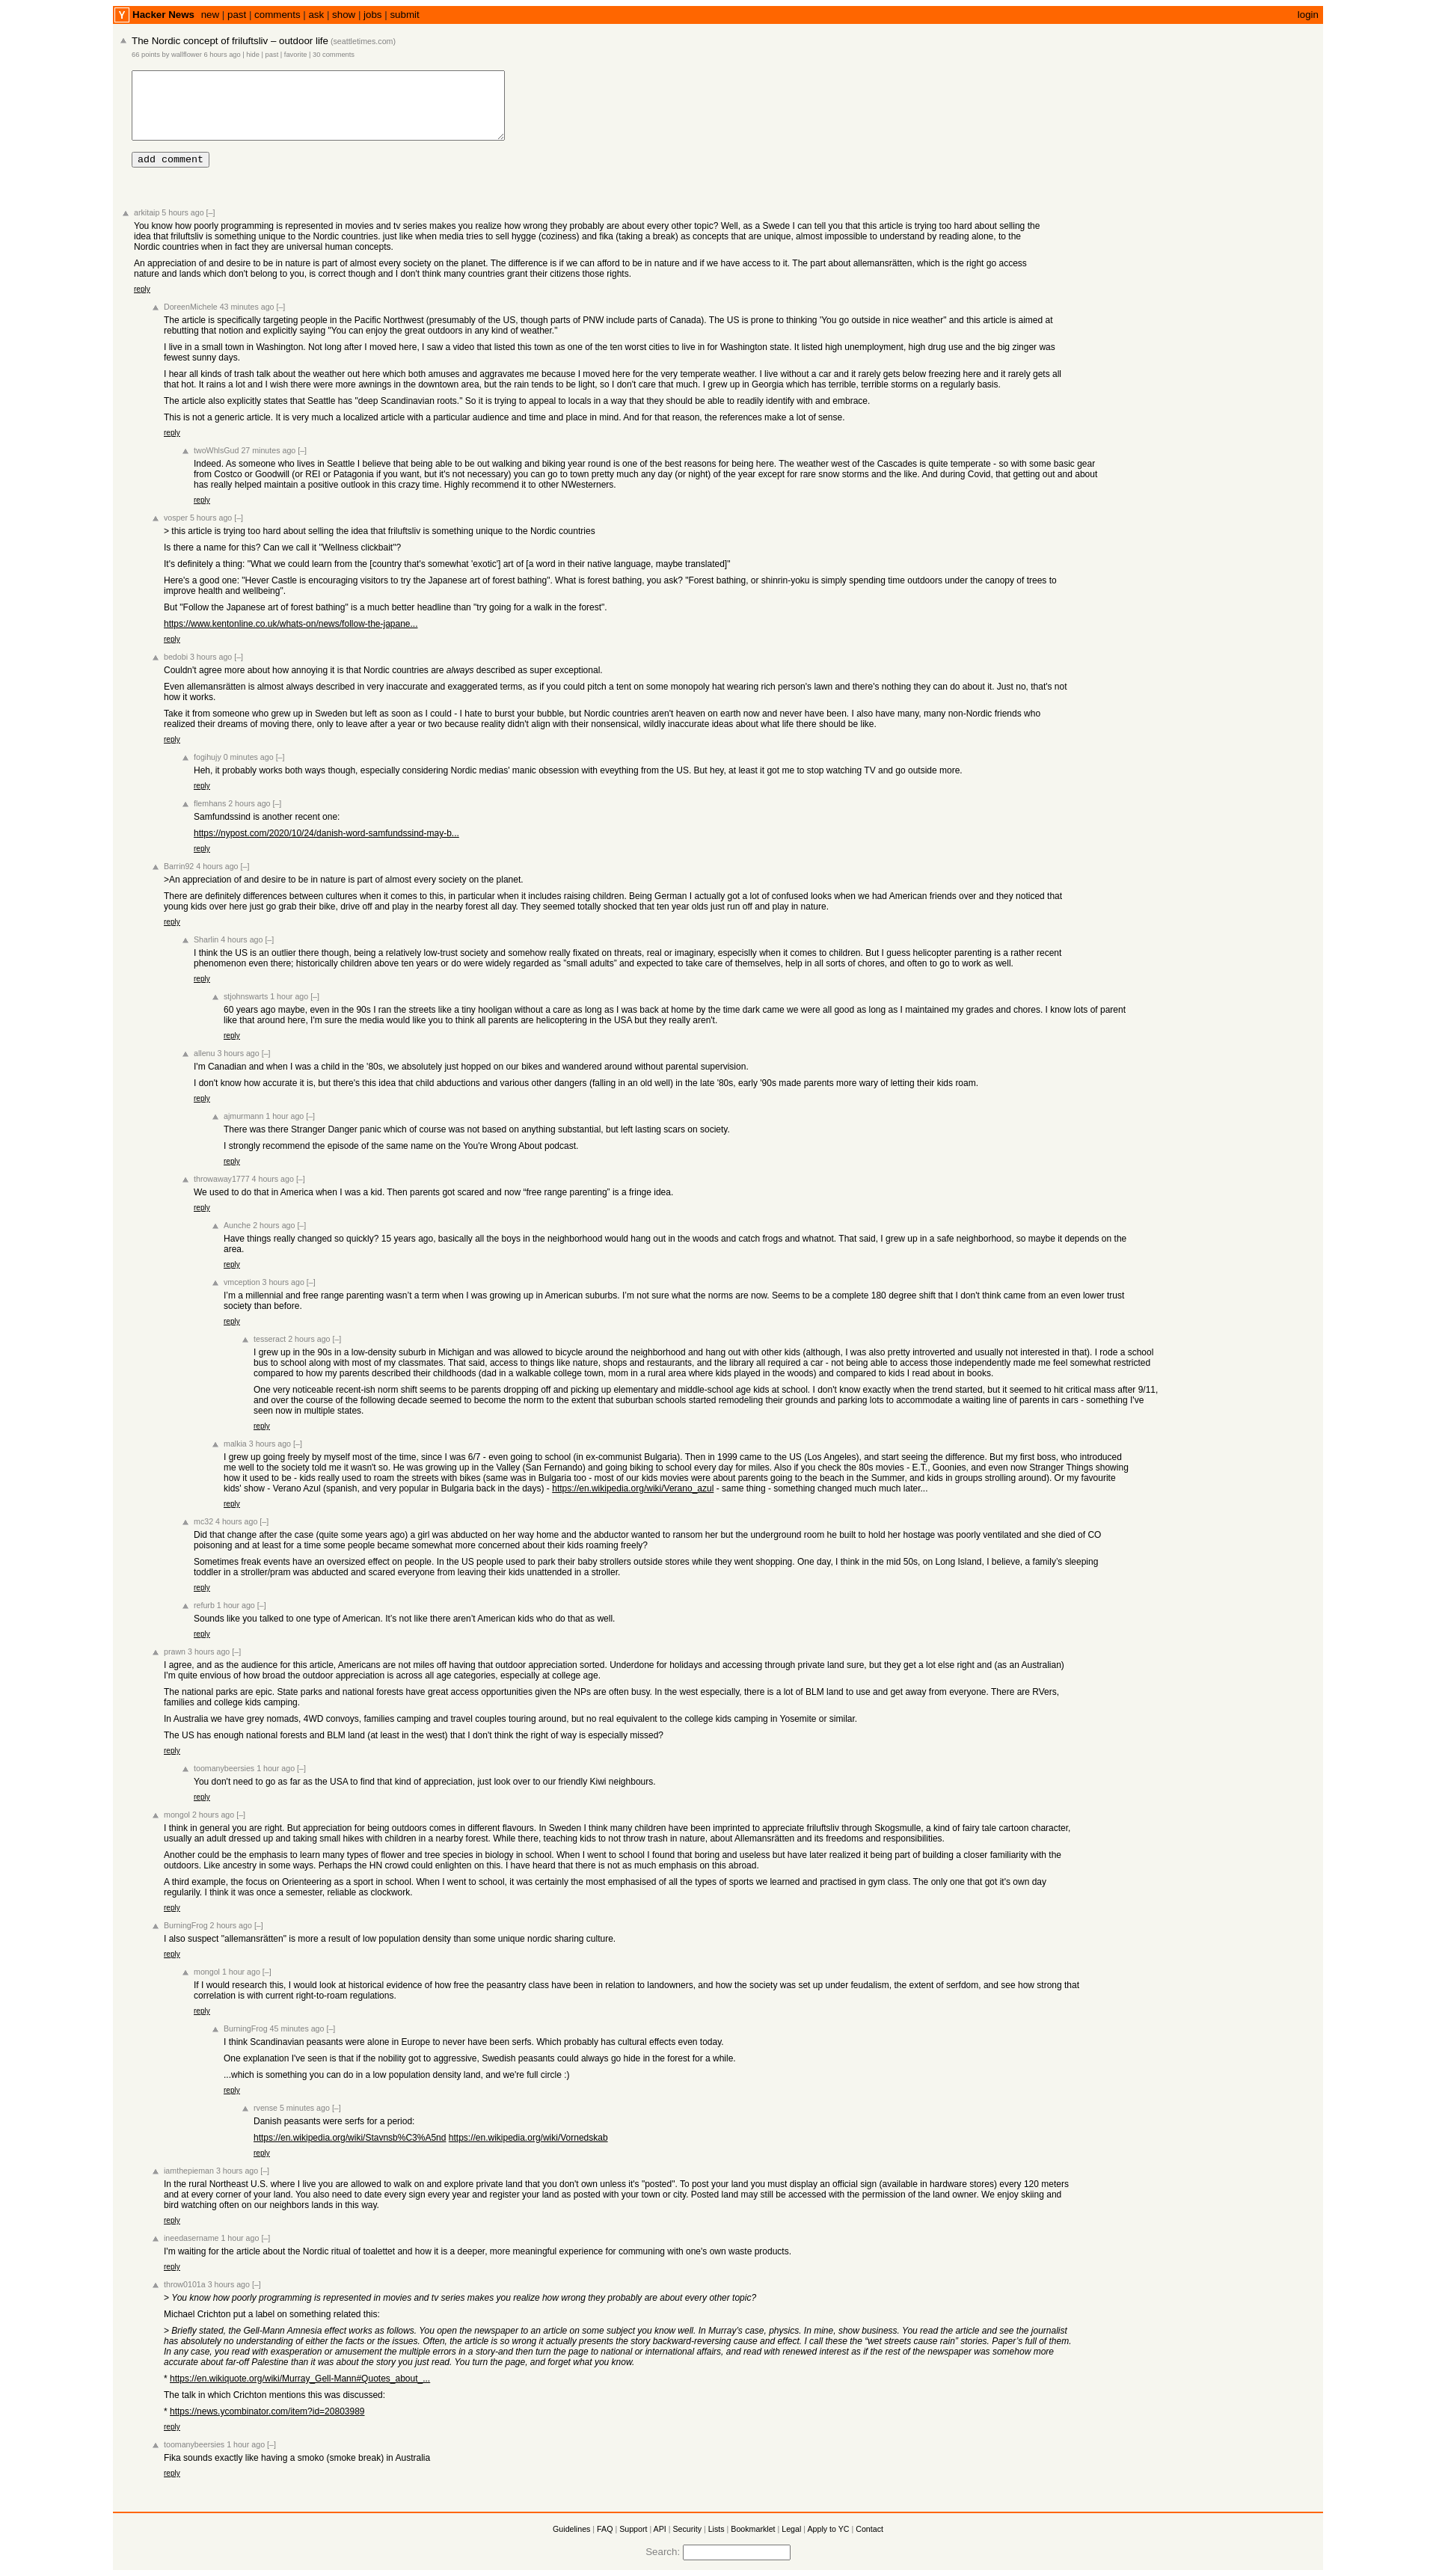 Y Hacker News new | past | comments | ask | show | jobs | submit login
The Nordic concept of friluftsliv – outdoor life (seattletimes.com)
66 points by wallflower 6 hours ago | hide | past | favorite | 30 comments
add comment
arkitaip 5 hours ago [–]
You know how poorly programming is represented in movies and tv series makes you realize how wrong they probably are about every other topic? Well, as a Swede I can tell you that this article is trying too hard about selling the
idea that friluftsliv is something unique to the Nordic countries. just like when media tries to sell hygge (coziness) and fika (taking a break) as concepts that are unique, almost impossible to understand by reading alone, to the
Nordic countries when in fact they are universal human concepts.
An appreciation of and desire to be in nature is part of almost every society on the planet. The difference is if we can afford to be in nature and if we have access to it. The part about allemansrätten, which is the right go access
nature and lands which don't belong to you, is correct though and I don't think many countries grant their citizens those rights.
reply
DoreenMichele 43 minutes ago [–]
The article is specifically targeting people in the Pacific Northwest (presumably of the US, though parts of PNW include parts of Canada). The US is prone to thinking 'You go outside in nice weather" and this article is aimed at
rebutting that notion and explicitly saying "You can enjoy the great outdoors in any kind of weather."
I live in a small town in Washington. Not long after I moved here, I saw a video that listed this town as one of the ten worst cities to live in for Washington state. It listed high unemployment, high drug use and the big zinger was
fewest sunny days.
I hear all kinds of trash talk about the weather out here which both amuses and aggravates me because I moved here for the very temperate weather. I live without a car and it rarely gets below freezing here and it rarely gets all
that hot. It rains a lot and I wish there were more awnings in the downtown area, but the rain tends to be light, so I don't care that much. I grew up in Georgia which has terrible, terrible storms on a regularly basis.
The article also explicitly states that Seattle has "deep Scandinavian roots." So it is trying to appeal to locals in a way that they should be able to readily identify with and embrace.
This is not a generic article. It is very much a localized article with a particular audience and time and place in mind. And for that reason, the references make a lot of sense.
reply
twoWhlsGud 27 minutes ago [–]
Indeed. As someone who lives in Seattle I believe that being able to be out walking and biking year round is one of the best reasons for being here. The weather west of the Cascades is quite temperate - so with some basic gear
from Costco or Goodwill (or REI or Patagonia if you want, but it's not necessary) you can go to town pretty much any day (or night) of the year except for rare snow storms and the like. And during Covid, that getting out and about
has really helped maintain a positive outlook in this crazy time. Highly recommend it to other NWesterners.
reply
vosper 5 hours ago [–]
> this article is trying too hard about selling the idea that friluftsliv is something unique to the Nordic countries
Is there a name for this? Can we call it "Wellness clickbait"?
It's definitely a thing: "What we could learn from the [country that's somewhat 'exotic'] art of [a word in their native language, maybe translated]"
Here's a good one: "Hever Castle is encouraging visitors to try the Japanese art of forest bathing". What is forest bathing, you ask? "Forest bathing, or shinrin-yoku is simply spending time outdoors under the canopy of trees to
improve health and wellbeing".
But "Follow the Japanese art of forest bathing" is a much better headline than "try going for a walk in the forest".
https://www.kentonline.co.uk/whats-on/news/follow-the-japane...
reply
bedobi 3 hours ago [–]
Couldn't agree more about how annoying it is that Nordic countries are always described as super exceptional.
Even allemansrätten is almost always described in very inaccurate and exaggerated terms, as if you could pitch a tent on some monopoly hat wearing rich person's lawn and there's nothing they can do about it. Just no, that's not
how it works.
Take it from someone who grew up in Sweden but left as soon as I could - I hate to burst your bubble, but Nordic countries aren't heaven on earth now and never have been. I also have many, many non-Nordic friends who
realized their dreams of moving there, only to leave after a year or two because reality didn't align with their nonsensical, wildly inaccurate ideas about what life there should be like.
reply
fogihujy 0 minutes ago [–]
Heh, it probably works both ways though, especially considering Nordic medias' manic obsession with eveything from the US. But hey, at least it got me to stop watching TV and go outside more.
reply
flemhans 2 hours ago [–]
Samfundssind is another recent one:
https://nypost.com/2020/10/24/danish-word-samfundssind-may-b...
reply
Barrin92 4 hours ago [–]
>An appreciation of and desire to be in nature is part of almost every society on the planet.
There are definitely differences between cultures when it comes to this, in particular when it includes raising children. Being German I actually got a lot of confused looks when we had American friends over and they noticed that
young kids over here just go grab their bike, drive off and play in the nearby forest all day. They seemed totally shocked that ten year olds just run off and play in nature.
reply
Sharlin 4 hours ago [–]
I think the US is an outlier there though, being a relatively low-trust society and somehow really fixated on threats, real or imaginary, especislly when it comes to children. But I guess helicopter parenting is a rather recent
phenomenon even there; historically children above ten years or do were widely regarded as ”small adults” and expected to take care of themselves, help in all sorts of chores, and often to go to work as well.
reply
stjohnswarts 1 hour ago [–]
60 years ago maybe, even in the 90s I ran the streets like a tiny hooligan without a care as long as I was back at home by the time dark came we were all good as long as I maintained my grades and chores. I know lots of parent
like that around here, I'm sure the media would like you to think all parents are helicoptering in the USA but they really aren't.
reply
allenu 3 hours ago [–]
I'm Canadian and when I was a child in the '80s, we absolutely just hopped on our bikes and wandered around without parental supervision.
I don't know how accurate it is, but there's this idea that child abductions and various other dangers (falling in an old well) in the late '80s, early '90s made parents more wary of letting their kids roam.
reply
ajmurmann 1 hour ago [–]
There was there Stranger Danger panic which of course was not based on anything substantial, but left lasting scars on society.
I strongly recommend the episode of the same name on the You're Wrong About podcast.
reply
throwaway1777 4 hours ago [–]
We used to do that in America when I was a kid. Then parents got scared and now “free range parenting” is a fringe idea.
reply
Aunche 2 hours ago [–]
Have things really changed so quickly? 15 years ago, basically all the boys in the neighborhood would hang out in the woods and catch frogs and whatnot. That said, I grew up in a safe neighborhood, so maybe it depends on the
area.
reply
vmception 3 hours ago [–]
I’m a millennial and free range parenting wasn’t a term when I was growing up in American suburbs. I’m not sure what the norms are now. Seems to be a complete 180 degree shift that I don't think came from an even lower trust
society than before.
reply
tesseract 2 hours ago [–]
I grew up in the 90s in a low-density suburb in Michigan and was allowed to bicycle around the neighborhood and hang out with other kids (although, I was also pretty introverted and usually not interested in that). I rode a school
bus to school along with most of my classmates. That said, access to things like nature, shops and restaurants, and the library all required a car - not being able to access those independently made me feel somewhat restricted
compared to how my parents described their childhoods (dad in a walkable college town, mom in a rural area where kids played in the woods) and compared to kids I read about in books.
One very noticeable recent-ish norm shift seems to be parents dropping off and picking up elementary and middle-school age kids at school. I don't know exactly when the trend started, but it seemed to hit critical mass after 9/11,
and over the course of the following decade seemed to become the norm to the extent that suburban schools started remodeling their grounds and parking lots to accommodate a waiting line of parents in cars - something I've
seen now in multiple states.
reply
malkia 3 hours ago [–]
I grew up going freely by myself most of the time, since I was 6/7 - even going to school (in ex-communist Bulgaria). Then in 1999 came to the US (Los Angeles), and start seeing the difference. But my first boss, who introduced
me well to the society told me it wasn't so. He was growing up in the Valley (San Fernando) and going biking to school every day for miles. Also if you check the 80s movies - E.T., Goonies, and even now Stranger Things showing
how it used to be - kids really used to roam the streets with bikes (same was in Bulgaria too - most of our kids movies were about parents going to the beach in the Summer, and kids in groups strolling around). Or my favourite
kids' show - Verano Azul (spanish, and very popular in Bulgaria back in the days) - https://en.wikipedia.org/wiki/Verano_azul - same thing - something changed much much later...
reply
mc32 4 hours ago [–]
Did that change after the case (quite some years ago) a girl was abducted on her way home and the abductor wanted to ransom her but the underground room he built to hold her hostage was poorly ventilated and she died of CO
poisoning and at least for a time some people became somewhat more concerned about their kids roaming freely?
Sometimes freak events have an oversized effect on people. In the US people used to park their baby strollers outside stores while they went shopping. One day, I think in the mid 50s, on Long Island, I believe, a family's sleeping
toddler in a stroller/pram was abducted and scared everyone from leaving their kids unattended in a stroller.
reply
refurb 1 hour ago [–]
Sounds like you talked to one type of American. It’s not like there aren’t American kids who do that as well.
reply
prawn 3 hours ago [–]
I agree, and as the audience for this article, Americans are not miles off having that outdoor appreciation sorted. Underdone for holidays and accessing through private land sure, but they get a lot else right and (as an Australian)
I'm quite envious of how broad the outdoor appreciation is across all age categories, especially at college age.
The national parks are epic. State parks and national forests have great access opportunities given the NPs are often busy. In the west especially, there is a lot of BLM land to use and get away from everyone. There are RVers,
families and college kids camping.
In Australia we have grey nomads, 4WD convoys, families camping and travel couples touring around, but no real equivalent to the college kids camping in Yosemite or similar.
The US has enough national forests and BLM land (at least in the west) that I don't think the right of way is especially missed?
reply
toomanybeersies 1 hour ago [–]
You don't need to go as far as the USA to find that kind of appreciation, just look over to our friendly Kiwi neighbours.
reply
mongol 2 hours ago [–]
I think in general you are right. But appreciation for being outdoors comes in different flavours. In Sweden I think many children have been imprinted to appreciate friluftsliv through Skogsmulle, a kind of fairy tale cartoon character,
usually an adult dressed up and taking small hikes with children in a nearby forest. While there, teaching kids to not throw trash in nature, about Allemansrätten and its freedoms and responsibilities.
Another could be the emphasis to learn many types of flower and tree species in biology in school. When I went to school I found that boring and useless but have later realized it being part of building a closer familiarity with the
outdoors. Like ancestry in some ways. Perhaps the HN crowd could enlighten on this. I have heard that there is not as much emphasis on this abroad.
A third example, the focus on Orienteering as a sport in school. When I went to school, it was certainly the most emphasised of all the types of sports we learned and practised in gym class. The only one that got it's own day
regularily. I think it was once a semester, reliable as clockwork.
reply
BurningFrog 2 hours ago [–]
I also suspect "allemansrätten" is more a result of low population density than some unique nordic sharing culture.
reply
mongol 1 hour ago [–]
If I would research this, I would look at historical evidence of how free the peasantry class have been in relation to landowners, and how the society was set up under feudalism, the extent of serfdom, and see how strong that
correlation is with current right-to-roam regulations.
reply
BurningFrog 45 minutes ago [–]
I think Scandinavian peasants were alone in Europe to never have been serfs. Which probably has cultural effects even today.
One explanation I've seen is that if the nobility got to aggressive, Swedish peasants could always go hide in the forest for a while.
...which is something you can do in a low population density land, and we're full circle :)
reply
rvense 5 minutes ago [–]
Danish peasants were serfs for a period:
https://en.wikipedia.org/wiki/Stavnsb%C3%A5nd https://en.wikipedia.org/wiki/Vornedskab
reply
iamthepieman 3 hours ago [–]
In the rural Northeast U.S. where I live you are allowed to walk on and explore private land that you don't own unless it's "posted". To post your land you must display an official sign (available in hardware stores) every 120 meters
and at every corner of your land. You also need to date every sign every year and register your land as posted with your town or city. Posted land may still be accessed with the permission of the land owner. We enjoy skiing and
bird watching often on our neighbors lands in this way.
reply
ineedasername 1 hour ago [–]
I'm waiting for the article about the Nordic ritual of toalettet and how it is a deeper, more meaningful experience for communing with one's own waste products.
reply
throw0101a 3 hours ago [–]
> You know how poorly programming is represented in movies and tv series makes you realize how wrong they probably are about every other topic?
Michael Crichton put a label on something related this:
> Briefly stated, the Gell-Mann Amnesia effect works as follows. You open the newspaper to an article on some subject you know well. In Murray’s case, physics. In mine, show business. You read the article and see the journalist
has absolutely no understanding of either the facts or the issues. Often, the article is so wrong it actually presents the story backward-reversing cause and effect. I call these the “wet streets cause rain” stories. Paper’s full of them.
In any case, you read with exasperation or amusement the multiple errors in a story-and then turn the page to national or international affairs, and read with renewed interest as if the rest of the newspaper was somehow more
accurate about far-off Palestine than it was about the story you just read. You turn the page, and forget what you know.
* https://en.wikiquote.org/wiki/Murray_Gell-Mann#Quotes_about_...
The talk in which Crichton mentions this was discussed:
* https://news.ycombinator.com/item?id=20803989
reply
toomanybeersies 1 hour ago [–]
Fika sounds exactly like having a smoko (smoke break) in Australia
reply
Guidelines | FAQ | Support | API | Security | Lists | Bookmarklet | Legal | Apply to YC | Contact
Search: